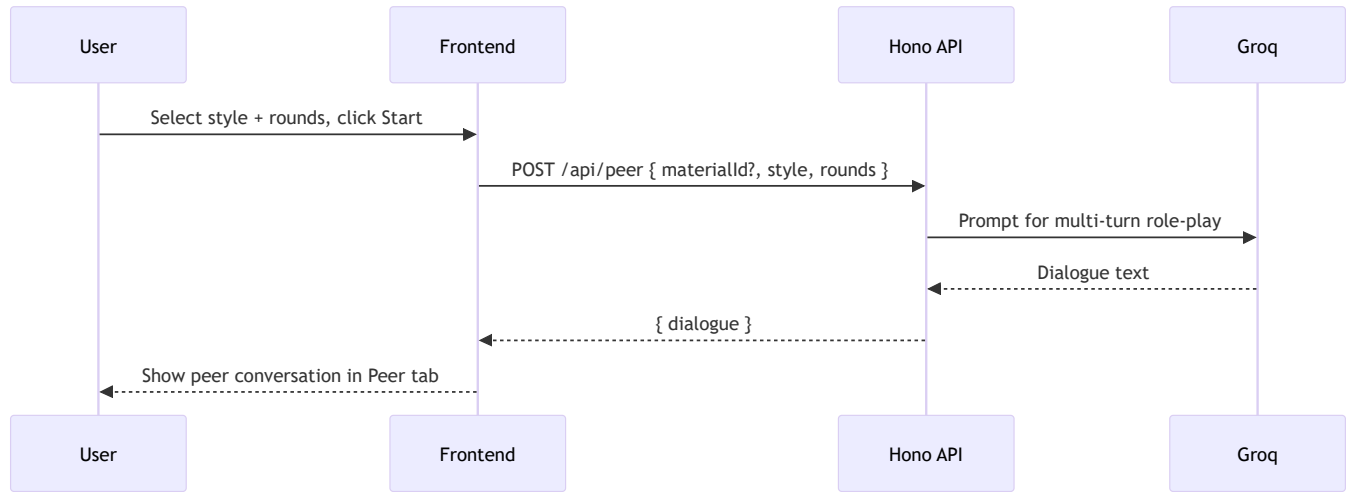 User
Frontend
Hono API
Groq
Select style + rounds, click Start
POST /api/peer { materialId?, style, rounds }
Prompt for multi-turn role-play
Dialogue text
{ dialogue }
Show peer conversation in Peer tab
User
Frontend
Hono API
Groq